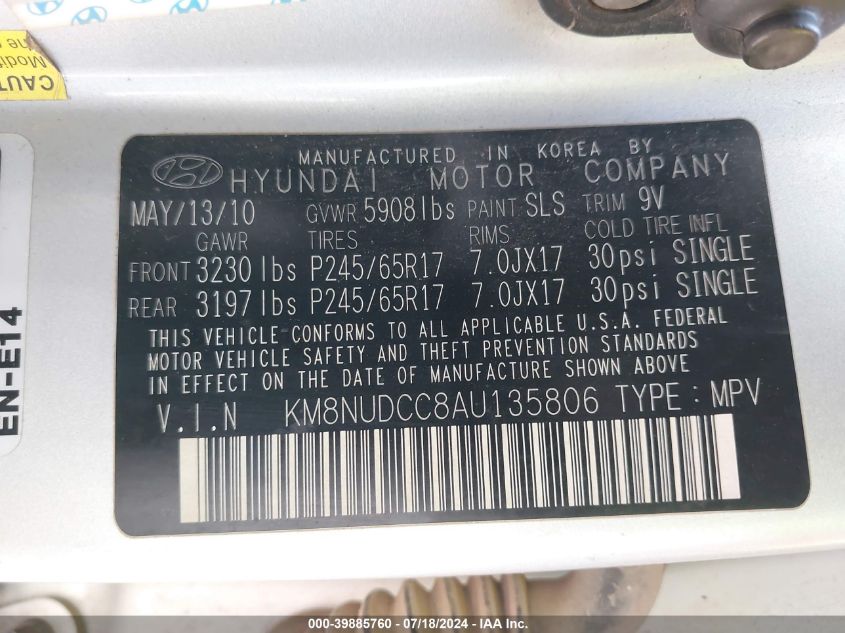 CAUT
ne
Modifi
EN-E14
MANUFACTURED IN KOREA BY
HYUNDAI MOTOR COMPANY
MAY/13/10 GVWR 5908lbs PAINT SLS TRIM 9V
GAWR TIRES RIMS COLD TIRE INFL
FRONT 3230lbs P245/65R17 7.0JX17 30psi SINGLE
REAR 3197lbs P245/65R17 7.0JX17 30psi SINGLE
THIS VEHICLE CONFORMS TO ALL APPLICABLE U.S.A. FEDERAL
MOTOR VEHICLE SAFETY AND THEFT PREVENTION STANDARDS
IN EFFECT ON THE DATE OF MANUFACTURE SHOWN ABOVE
V.I.N KM8NUDCC8AU135806 TYPE: MPV
000-39885760 - 07/18/2024 - IAA Inc.